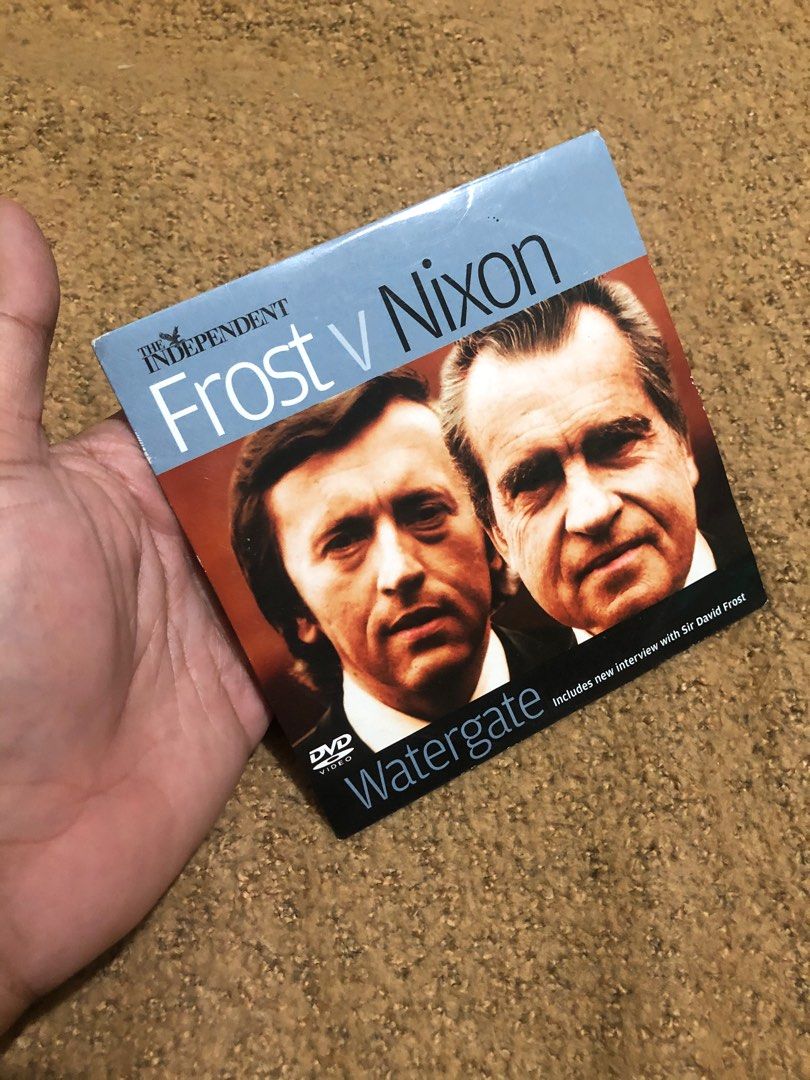 THE
INDEPENDENT
Frost v Nixon
DVD
VIDEO
Watergate
Includes new interview with Sir David Frost